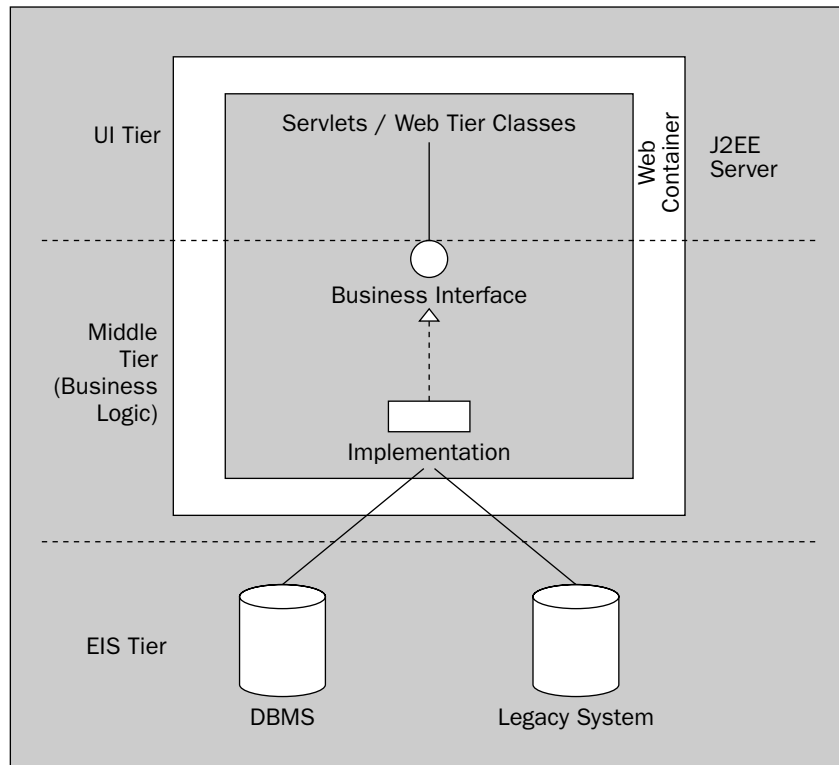 Servlets / Web Tier Classes
UI Tier
Web
Container
J2EE
Server
Business Interface
Middle
Tier
(Business
Logic)
Implementation
EIS Tier
DBMS
Legacy System